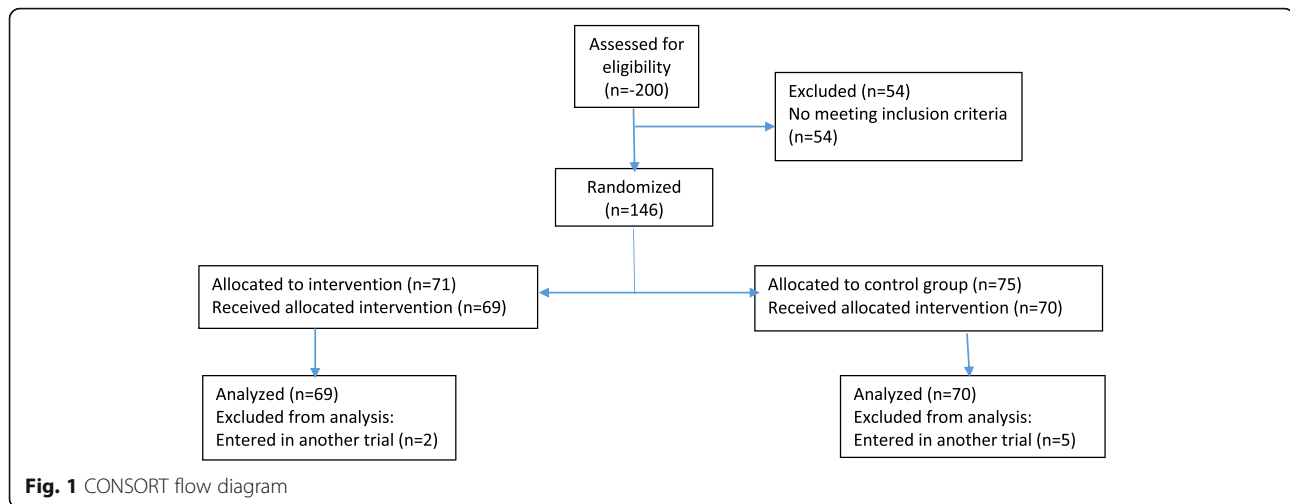 Assessed for
eligibility
(n=-200)
Excluded (n=54)
No meeting inclusion criteria
(n=54)
Randomized
(n=146)
Allocated to intervention (n=71)
Received allocated intervention (n=69)
Allocated to control group (n=75)
Received allocated intervention (n=70)
Analyzed (n=69)
Excluded from analysis:
Entered in another trial (n=2)
Analyzed (n=70)
Excluded from analysis:
Entered in another trial (n=5)
Fig. 1 CONSORT flow diagram